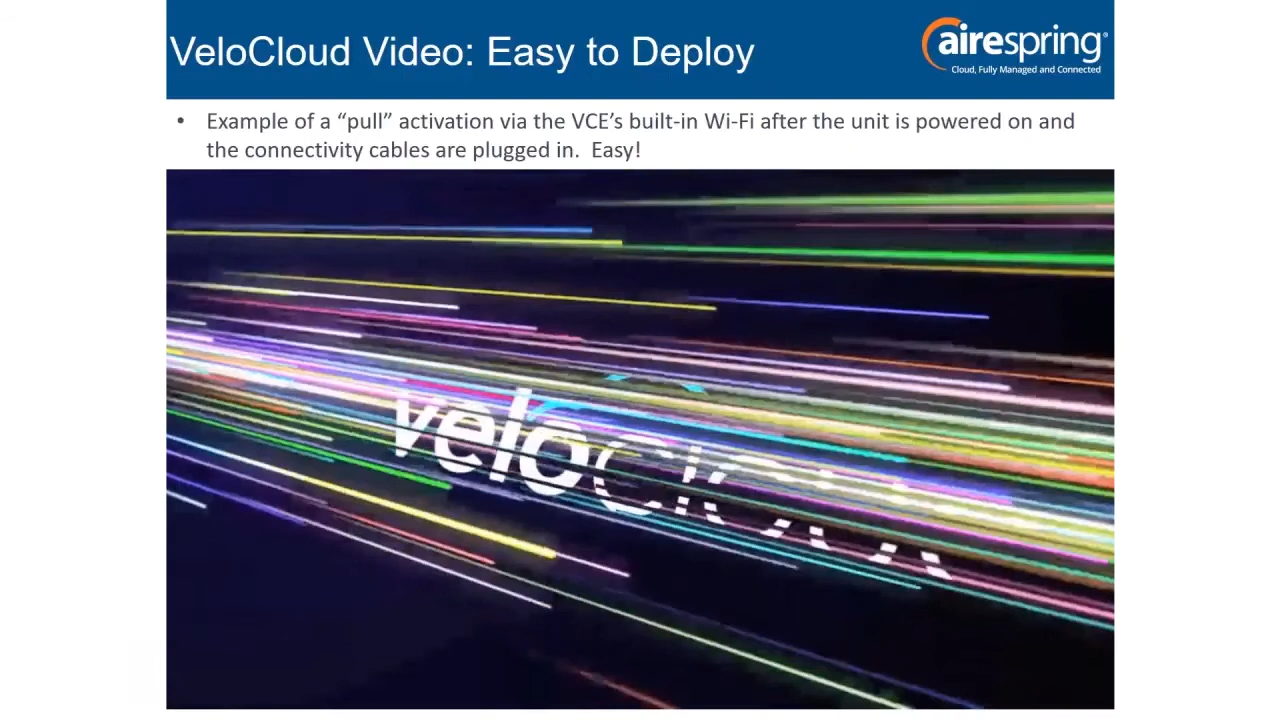 VeloCloud Video: Easy to Deploy
airespring®
Cloud, Fully Managed and Connected
• Example of a “pull” activation via the VCE’s built-in Wi-Fi after the unit is powered on and
the connectivity cables are plugged in.  Easy!
velocloud